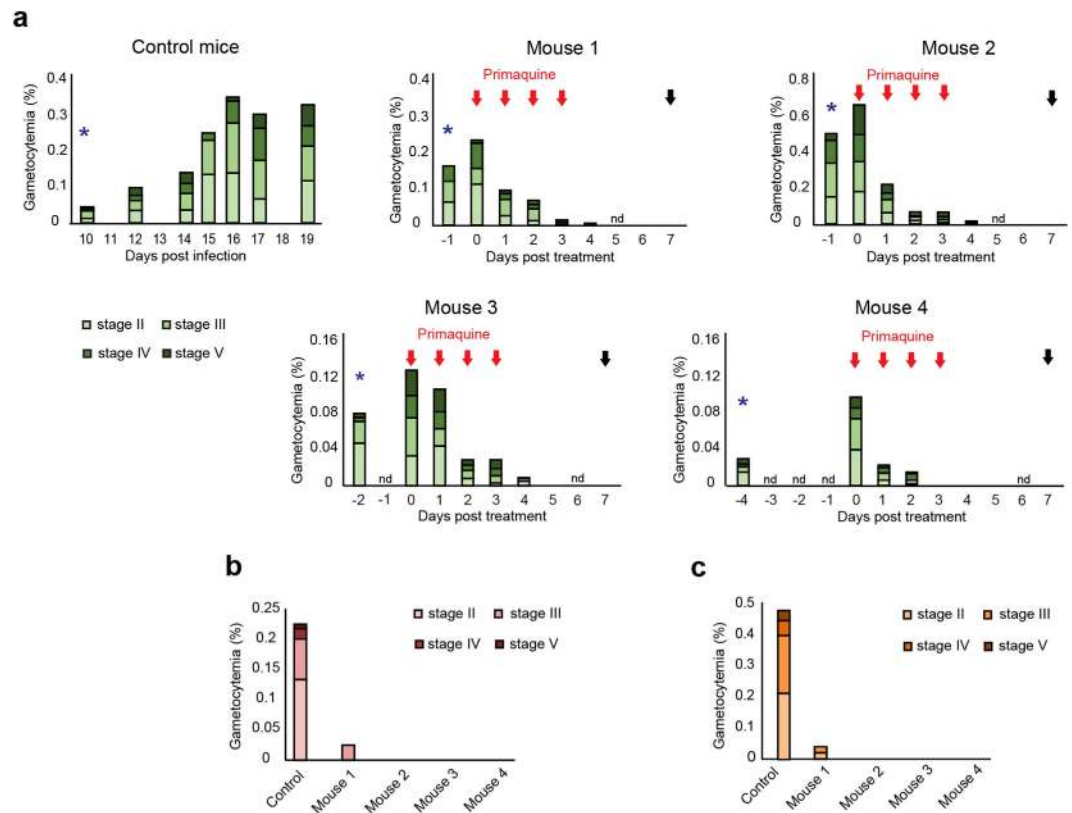 a
Control mice
Mouse 1
Mouse 2
Gametocytemia (%)
0.4
0.3
0.2
0.1
0
*
10 11 12 13 14 15 16 17 18 19
Days post infection
Gametocytemia (%)
0.4
0.3
0.2
0.1
0
Primaquine
*
nd
-1 0 1 2 3 4 5 6 7
Days post treatment
Gametocytemia (%)
0.8
0.6
0.4
0.2
0
Primaquine
*
nd
-1 0 1 2 3 4 5 6 7
Days post treatment
stage II stage III
stage IV stage V
Mouse 3
Mouse 4
Gametocytemia (%)
0.16
0.12
0.08
0.04
0
Primaquine
*
nd nd
-2 -1 0 1 2 3 4 5 6 7
Days post treatment
Gametocytemia (%)
0.16
0.12
0.08
0.04
0
Primaquine
*
nd nd nd nd
-4 -3 -2 -1 0 1 2 3 4 5 6 7
Days post treatment
b
Gametocytemia (%)
0.25
0.2
0.15
0.1
0.05
0
stage II stage III
stage IV stage V
Control Mouse 1 Mouse 2 Mouse 3 Mouse 4
c
Gametocytemia (%)
0.5
0.4
0.3
0.2
0.1
0
stage II stage III
stage IV stage V
Control Mouse 1 Mouse 2 Mouse 3 Mouse 4